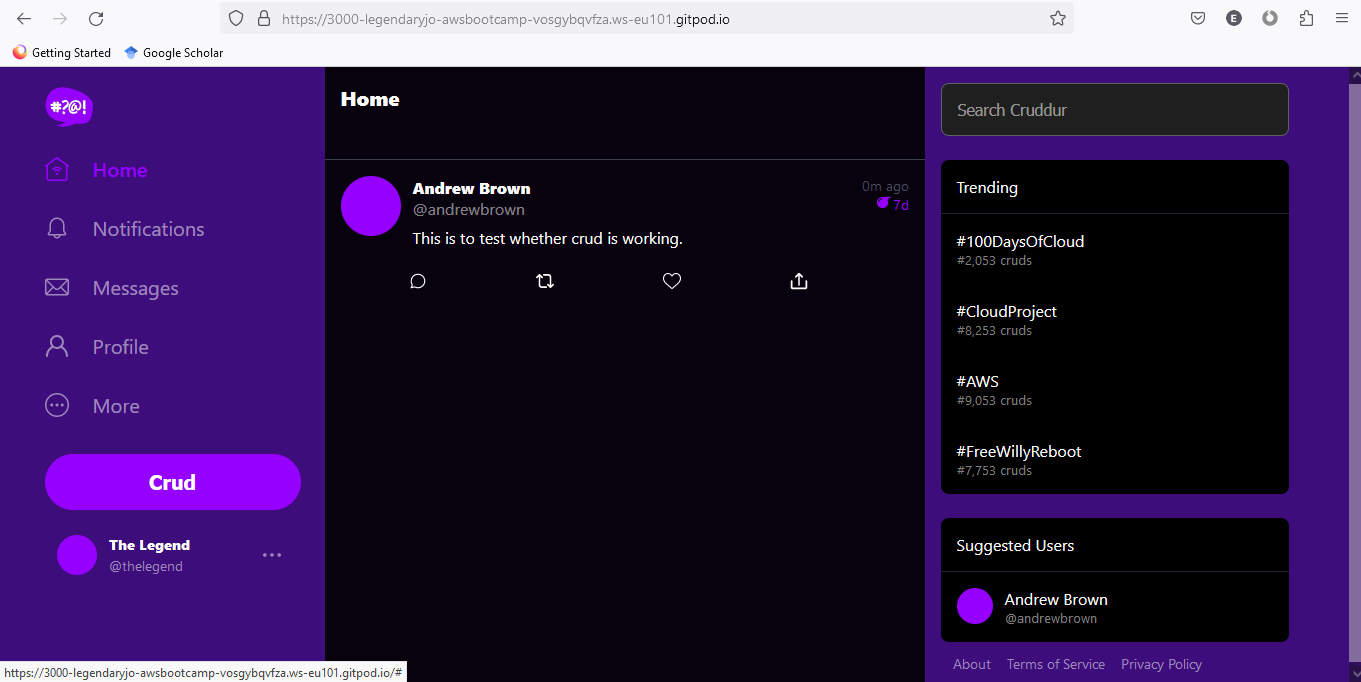 https://3000-legendaryjo-awsbootcamp-vosgybqvfza.ws-eu101.gitpod.io
E
Getting Started
Google Scholar
#?@!
Home
Notifications
Messages
Profile
More
Crud
The Legend
@thelegend
Home
Andrew Brown
0m ago
@andrewbrown
7d
This is to test whether crud is working.
Search Cruddur
Trending
#100DaysOfCloud
#2,053 cruds
#CloudProject
#8,253 cruds
#AWS
#9,053 cruds
#FreeWillyReboot
#7,753 cruds
Suggested Users
Andrew Brown
@andrewbrown
About Terms of Service Privacy Policy
https://3000-legendaryjo-awsbootcamp-vosgybqvfza.ws-eu101.gitpod.io/#